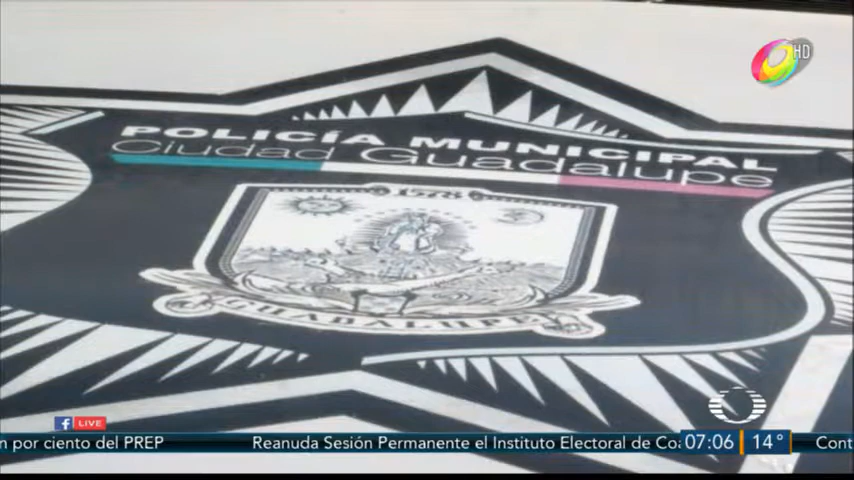 HD
POLICÍA MUNICIPAL
Ciudad Guadalupe
1578
GUADALUPE
LIVE
n por ciento del PREP
Reanuda Sesión Permanente el Instituto Electoral de Coa
07:06
14°
Cont